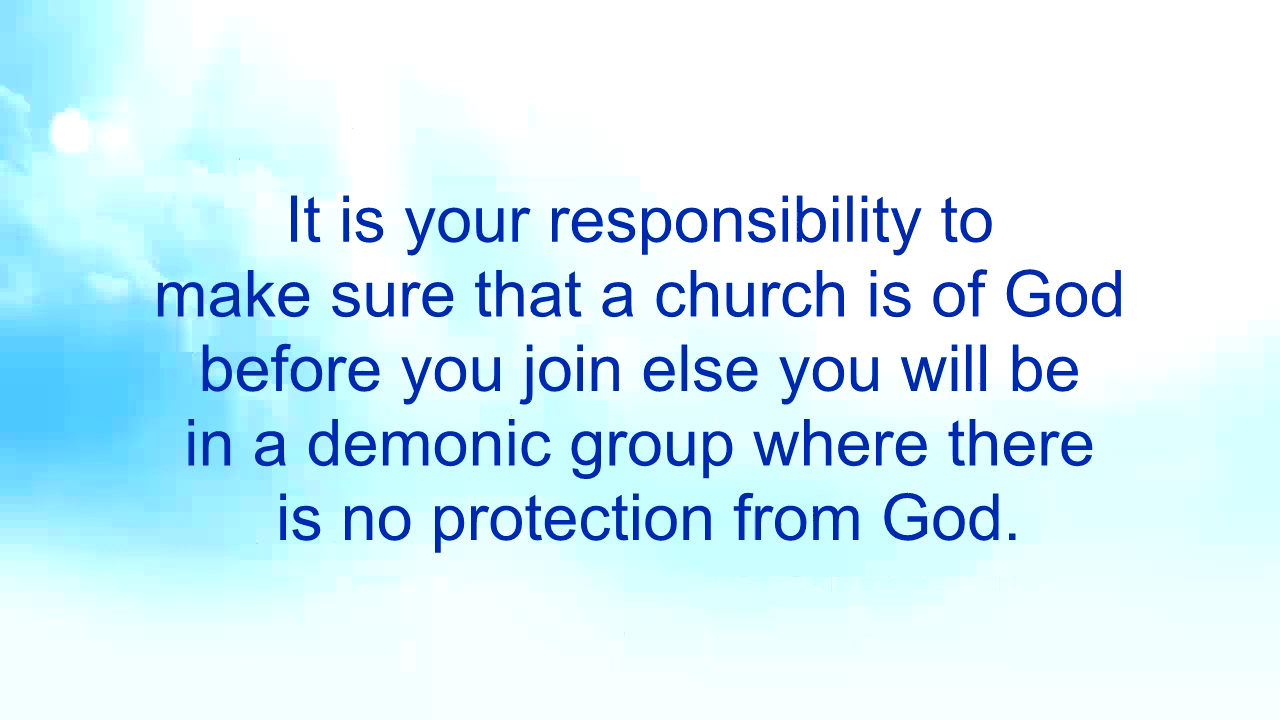 It is your responsibility to
make sure that a church is of God
before you join else you will be
in a demonic group where there
is no protection from God.